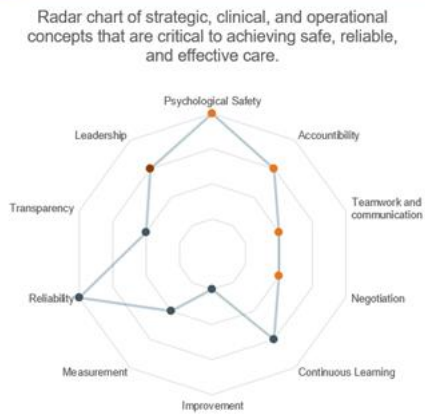 Radar chart of strategic, clinical, and operational
concepts that are critical to achieving safe, reliable,
and effective care.
Psychological Safety
Leadership
Accountibility
Transparency
Teamwork and
communication
Reliability
Negotiation
Measurement
Continuous Learning
Improvement